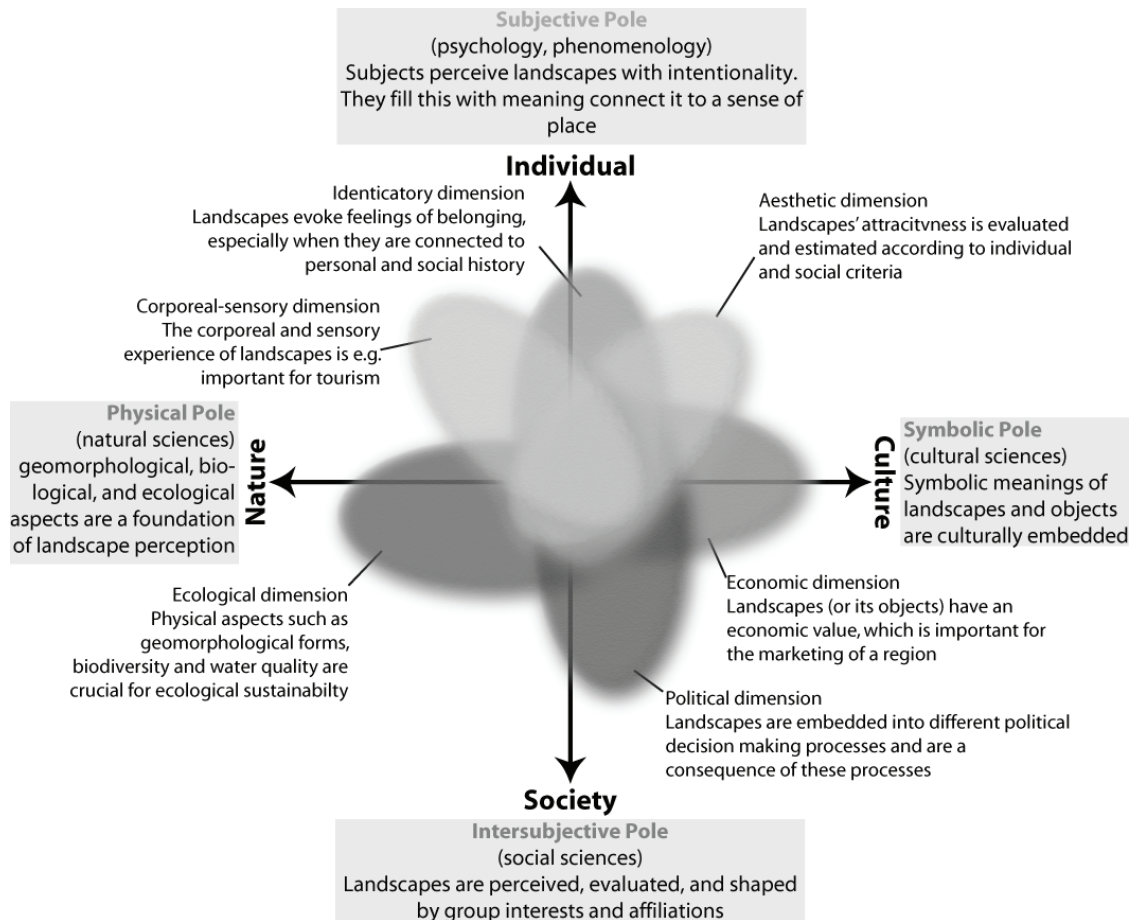 Subjective Pole
(psychology, phenomenology)
Subjects perceive landscapes with intentionality.
They fill this with meaning connect it to a sense of
place
Individual
Identicatory dimension
Landscapes evoke feelings of belonging,
especially when they are connected to
personal and social history
Aesthetic dimension
Landscapes' attracitvness is evaluated
and estimated according to individual
and social criteria
Corporeal-sensory dimension
The corporeal and sensory
experience of landscapes is e.g.
important for tourism
Physical Pole
(natural sciences)
geomorphological, bio-
logical, and ecological
aspects are a foundation
of landscape perception
Nature
Culture
Symbolic Pole
(cultural sciences)
Symbolic meanings of
landscapes and objects
are culturally embedded
Ecological dimension
Physical aspects such as
geomorphological forms,
biodiversity and water quality are
crucial for ecological sustainabilty
Economic dimension
Landscapes (or its objects) have an
economic value, which is important for
the marketing of a region
Political dimension
Landscapes are embedded into different political
decision making processes and are a
consequence of these processes
Society
Intersubjective Pole
(social sciences)
Landscapes are perceived, evaluated, and shaped
by group interests and affiliations